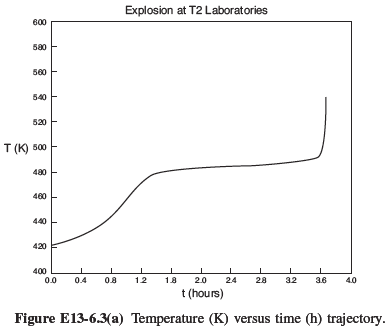 Explosion at T2 Laboratories
600
580
560
540
520
500
T (K)
480
460
440
420
400
0.0 0.4 0.8 1.2 1.8 2.0 2.4 2.8 3.2 3.6 4.0
t (hours)
Figure E13-6.3(a) Temperature (K) versus time (h) trajectory.